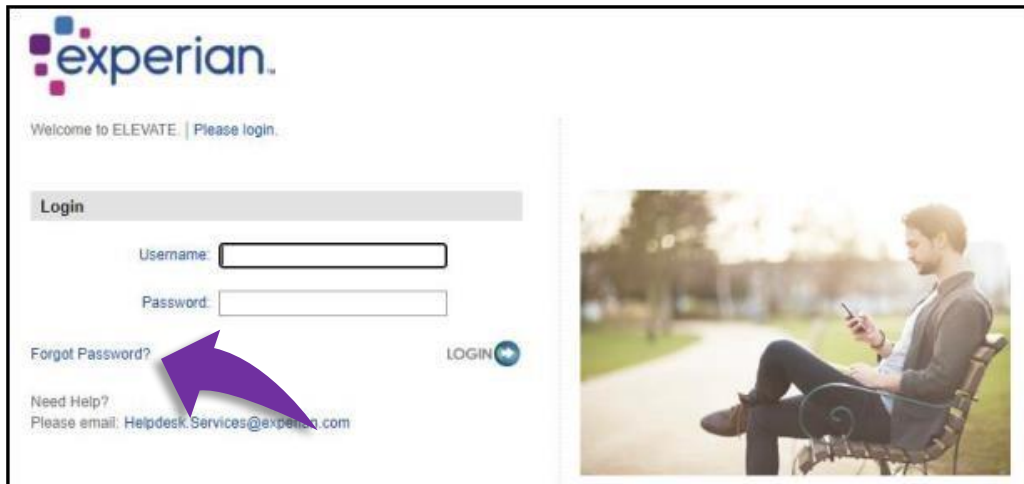 experian™
Welcome to ELEVATE. | Please login.
Login
Username:
Password:
Forgot Password?
LOGIN
Need Help?
Please email: Helpdesk.Services@experian.com